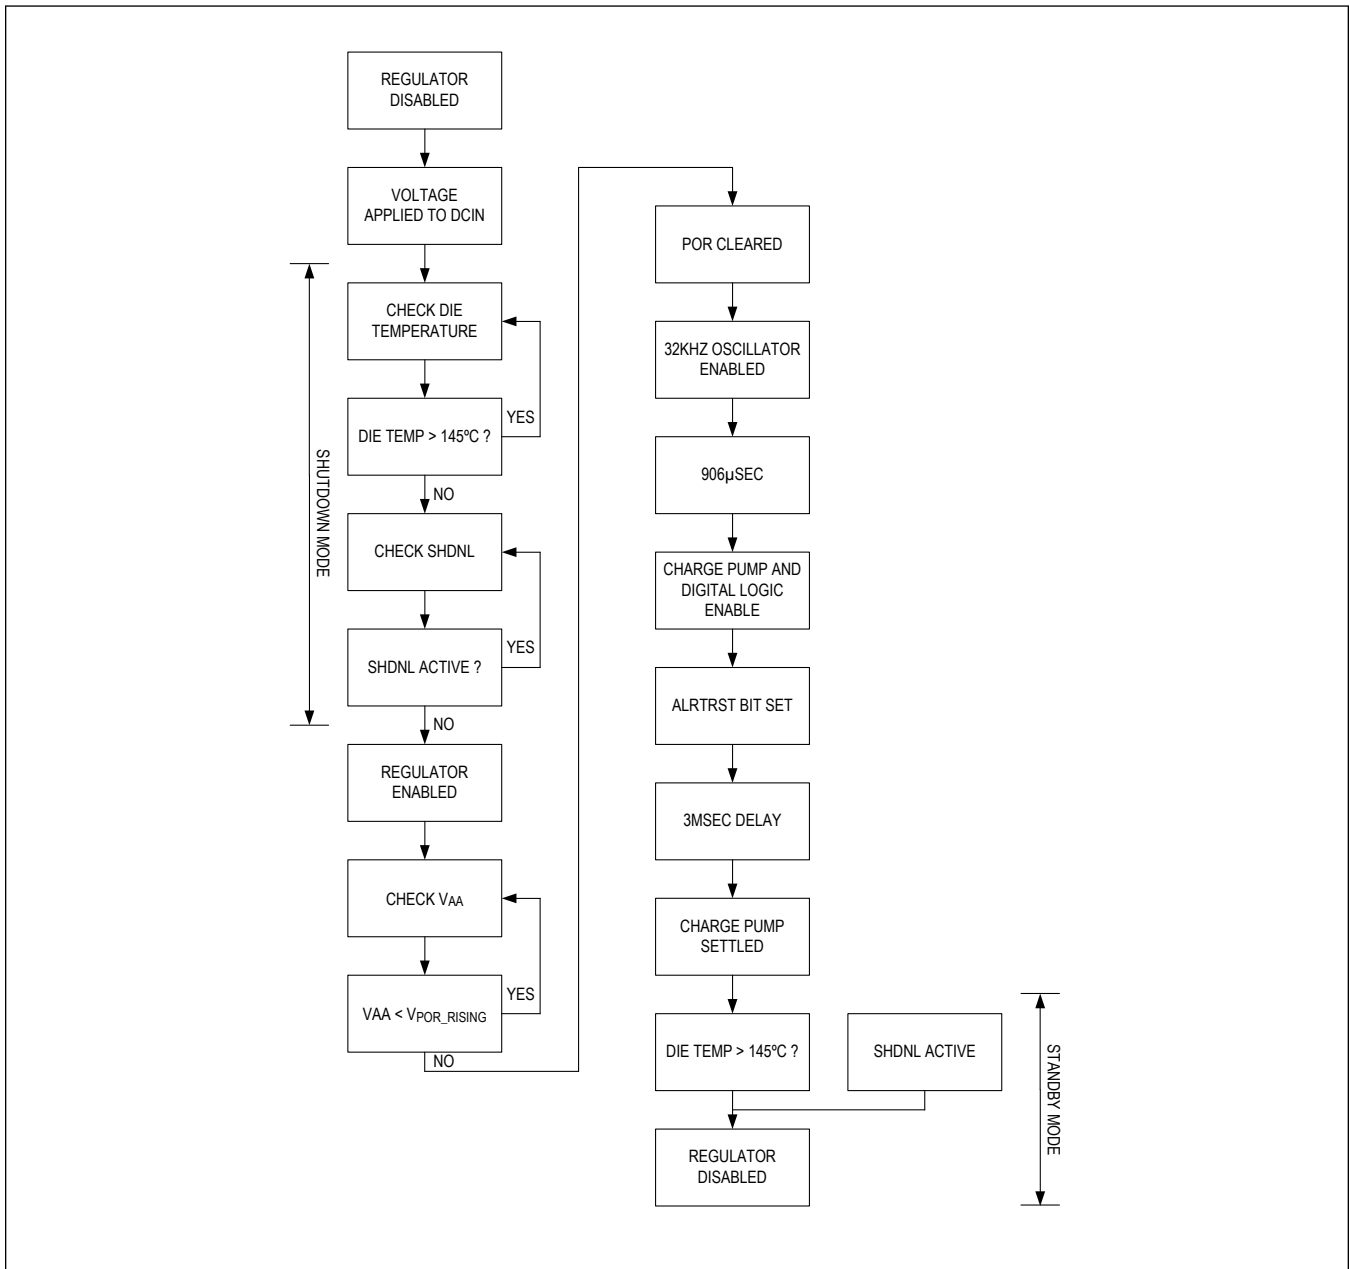 REGULATOR
DISABLED
VOLTAGE
APPLIED TO DCIN
CHECK DIE
TEMPERATURE
YES
DIE TEMP > 145ºC ?
NO
CHECK SHDNL
YES
SHDNL ACTIVE ?
NO
REGULATOR
ENABLED
CHECK VAA
YES
VAA < VPOR_RISING
NO
SHUTDOWN MODE
POR CLEARED
32KHZ OSCILLATOR
ENABLED
906µSEC
CHARGE PUMP AND
DIGITAL LOGIC
ENABLE
ALRTRST BIT SET
3MSEC DELAY
CHARGE PUMP
SETTLED
DIE TEMP > 145ºC ?
SHDNL ACTIVE
REGULATOR
DISABLED
STANDBY MODE